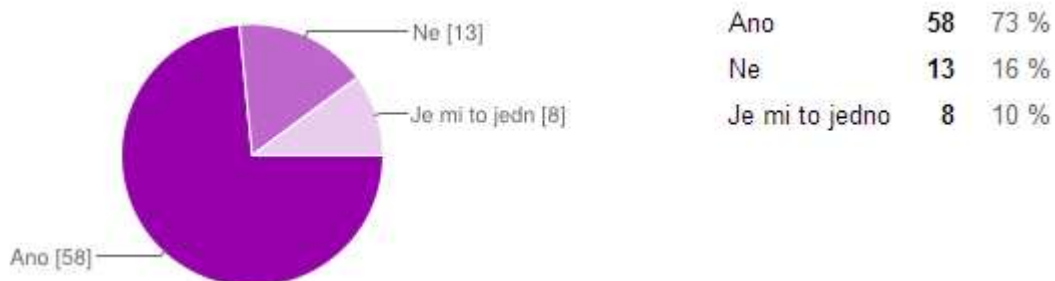 Ne [13]
Je mi to jedn [8]
Ano [58]
Ano 58 73 %
Ne 13 16 %
Je mi to jedno 8 10 %